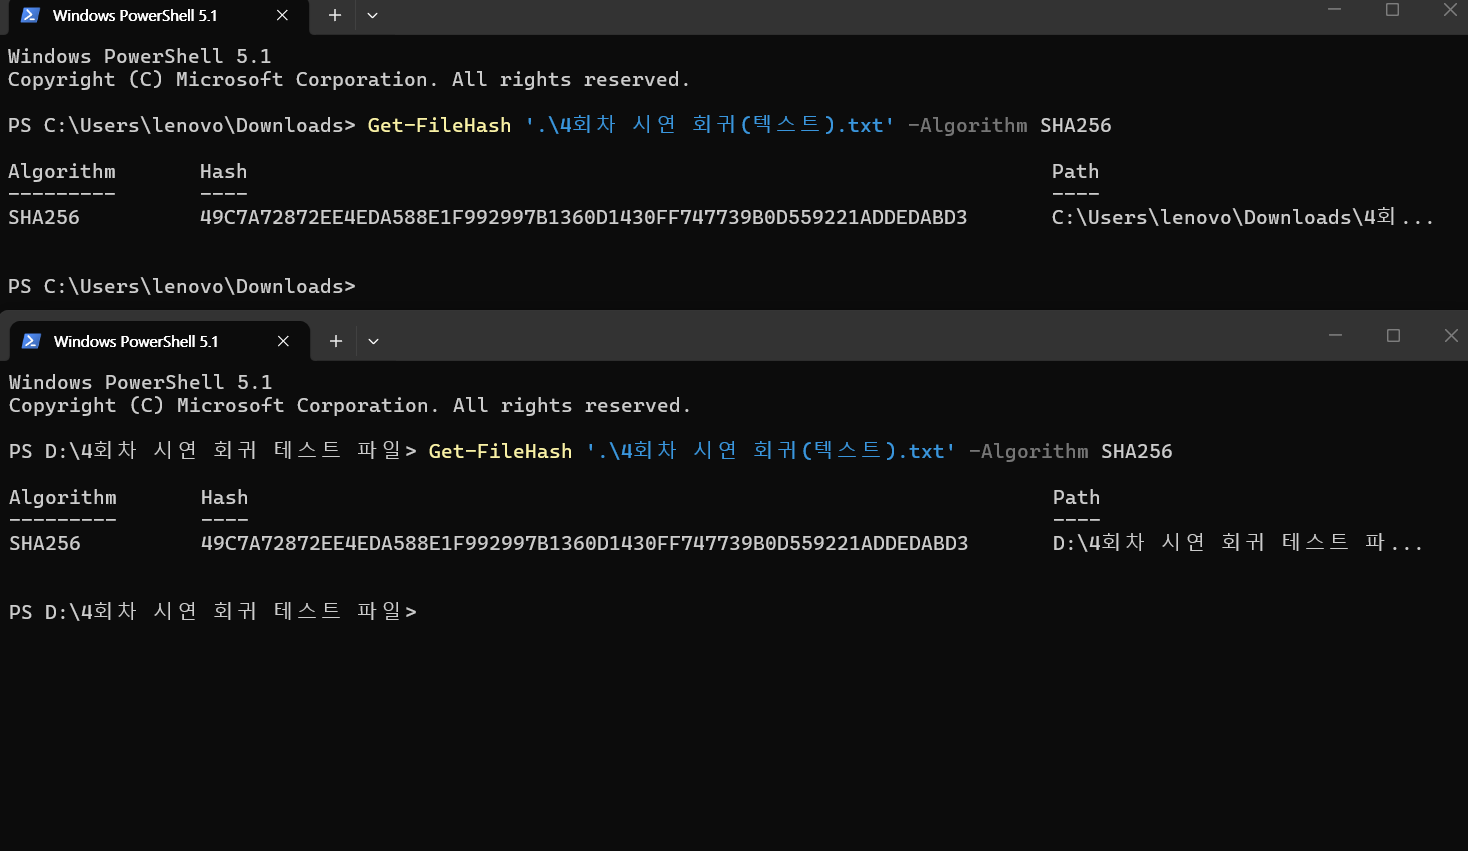 Windows PowerShell 5.1
Windows PowerShell 5.1
Copyright (C) Microsoft Corporation. All rights reserved.
PS C:\Users\lenovo\Downloads> Get-FileHash '.\4회차 시연 회귀(텍스트).txt' -Algorithm SHA256
Algorithm Hash Path
--------- ---- ----
SHA256 49C7A72872EE4EDA588E1F992997B1360D1430FF747739B0D559221ADDEDABD3 C:\Users\lenovo\Downloads\4회...
PS C:\Users\lenovo\Downloads>
Windows PowerShell 5.1
Windows PowerShell 5.1
Copyright (C) Microsoft Corporation. All rights reserved.
PS D:\4회차 시연 회귀 테스트 파일> Get-FileHash '.\4회차 시연 회귀(텍스트).txt' -Algorithm SHA256
Algorithm Hash Path
--------- ---- ----
SHA256 49C7A72872EE4EDA588E1F992997B1360D1430FF747739B0D559221ADDEDABD3 D:\4회차 시연 회귀 테스트 파...
PS D:\4회차 시연 회귀 테스트 파일>